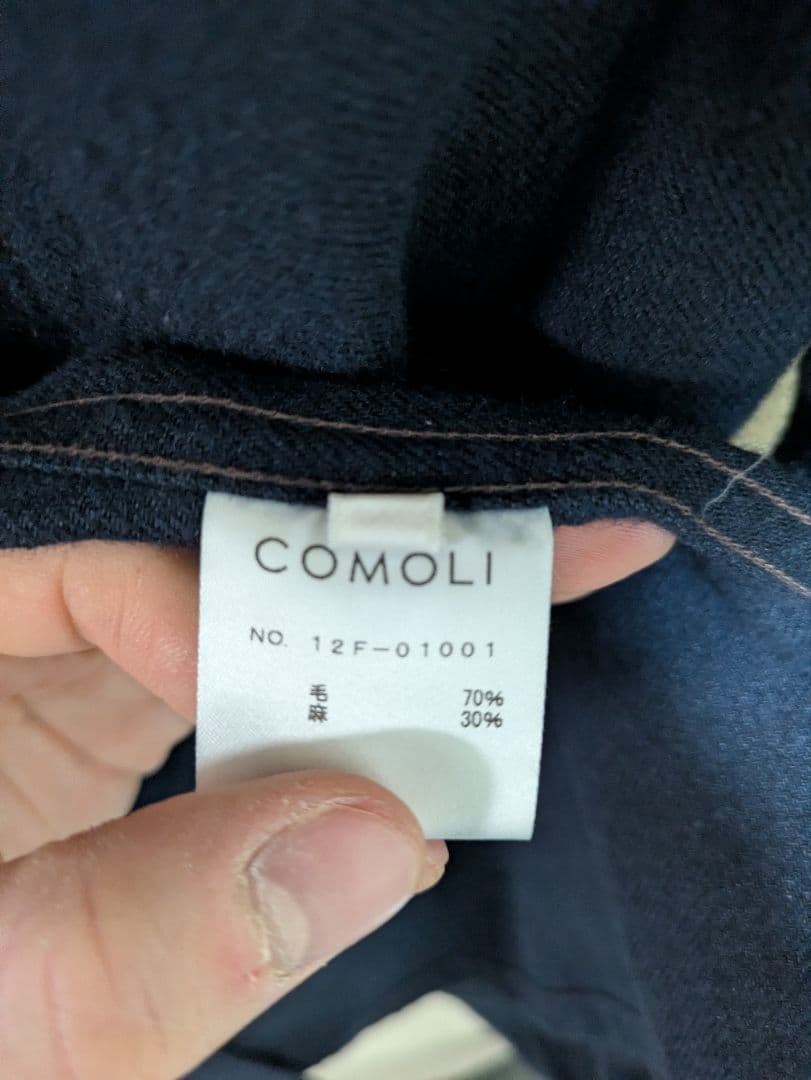 COMOLI
NO. 12F-01001
毛 70%
麻 30%